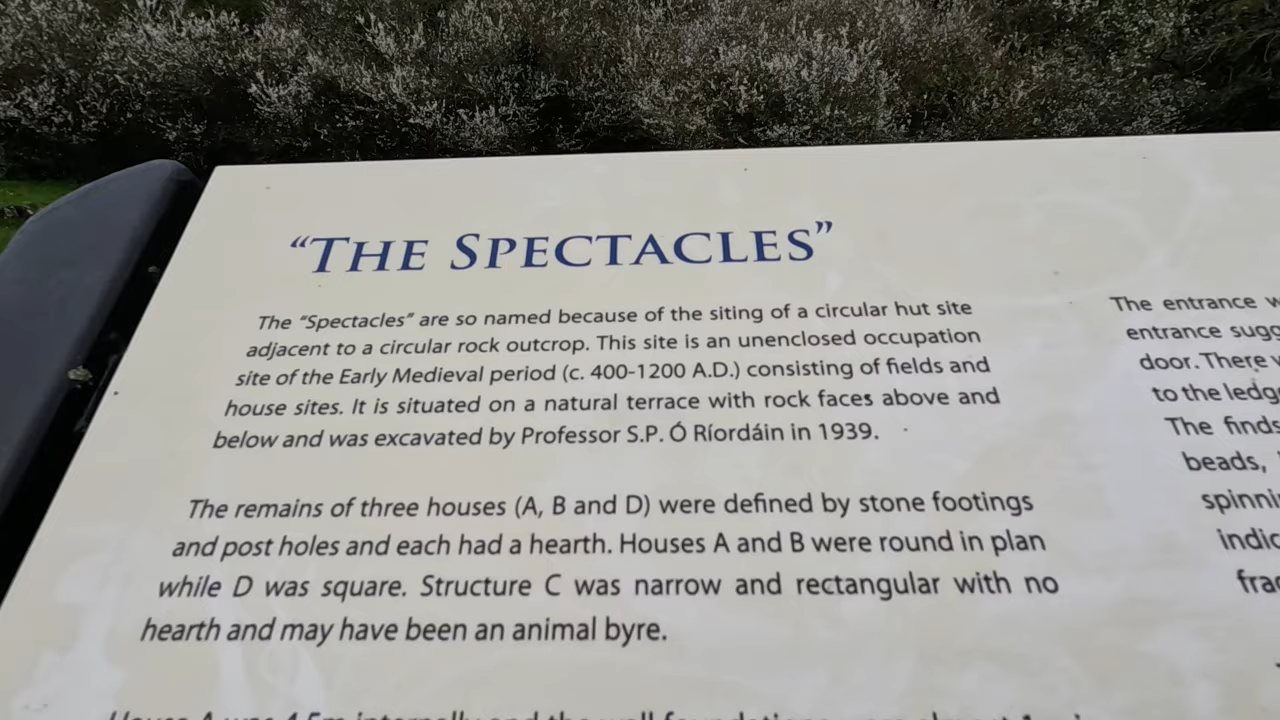 “THE SPECTACLES”
The “Spectacles” are so named because of the siting of a circular hut site
adjacent to a circular rock outcrop. This site is an unenclosed occupation
site of the Early Medieval period (c. 400-1200 A.D.) consisting of fields and
house sites. It is situated on a natural terrace with rock faces above and
below and was excavated by Professor S.P. Ó Ríordáin in 1939.
The remains of three houses (A, B and D) were defined by stone footings
and post holes and each had a hearth. Houses A and B were round in plan
while D was square. Structure C was narrow and rectangular with no
hearth and may have been an animal byre.
The entrance
entrance
door. There
to the
The finds
beads,